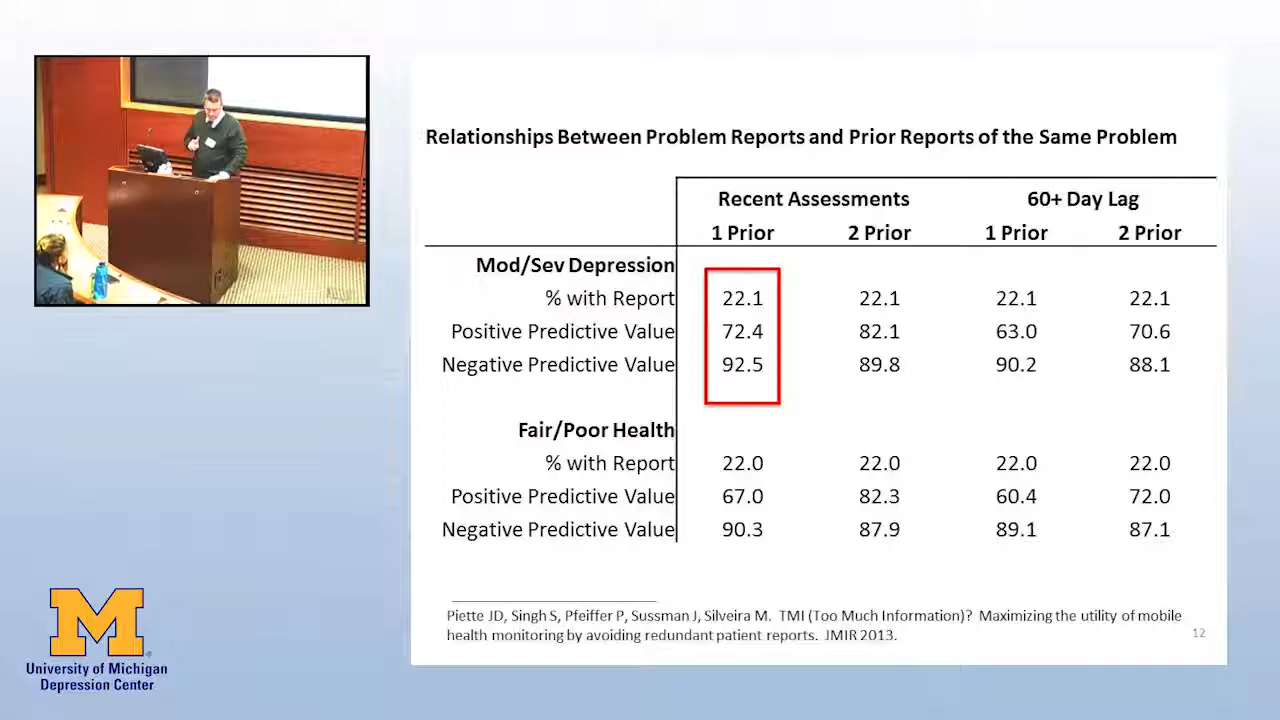 Relationships Between Problem Reports and Prior Reports of the Same Problem
Recent Assessments 60+ Day Lag
1 Prior 2 Prior 1 Prior 2 Prior
Mod/Sev Depression
% with Report 22.1 22.1 22.1 22.1
Positive Predictive Value 72.4 82.1 63.0 70.6
Negative Predictive Value 92.5 89.8 90.2 88.1
Fair/Poor Health
% with Report 22.0 22.0 22.0 22.0
Positive Predictive Value 67.0 82.3 60.4 72.0
Negative Predictive Value 90.3 87.9 89.1 87.1
Piette JD, Singh S, Pfeiffer P, Sussman J, Silveira M. TMI (Too Much Information)? Maximizing the utility of mobile
health monitoring by avoiding redundant patient reports. JMIR 2013.
12
M
University of Michigan
Depression Center